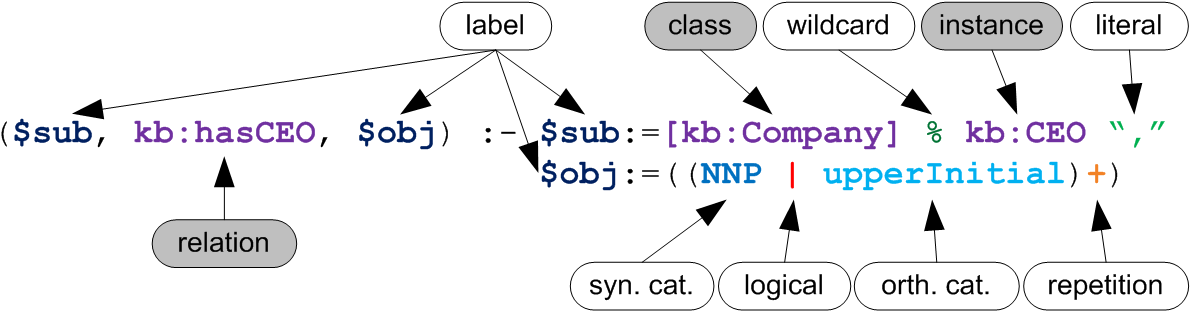 label class wildcard instance literal
($sub, kb:hasCEO, $obj) :- $sub:=[kb:Company] % kb:CEO “,”
$obj:=((NNP | upperInitial)+)
relation
syn. cat. logical orth. cat. repetition